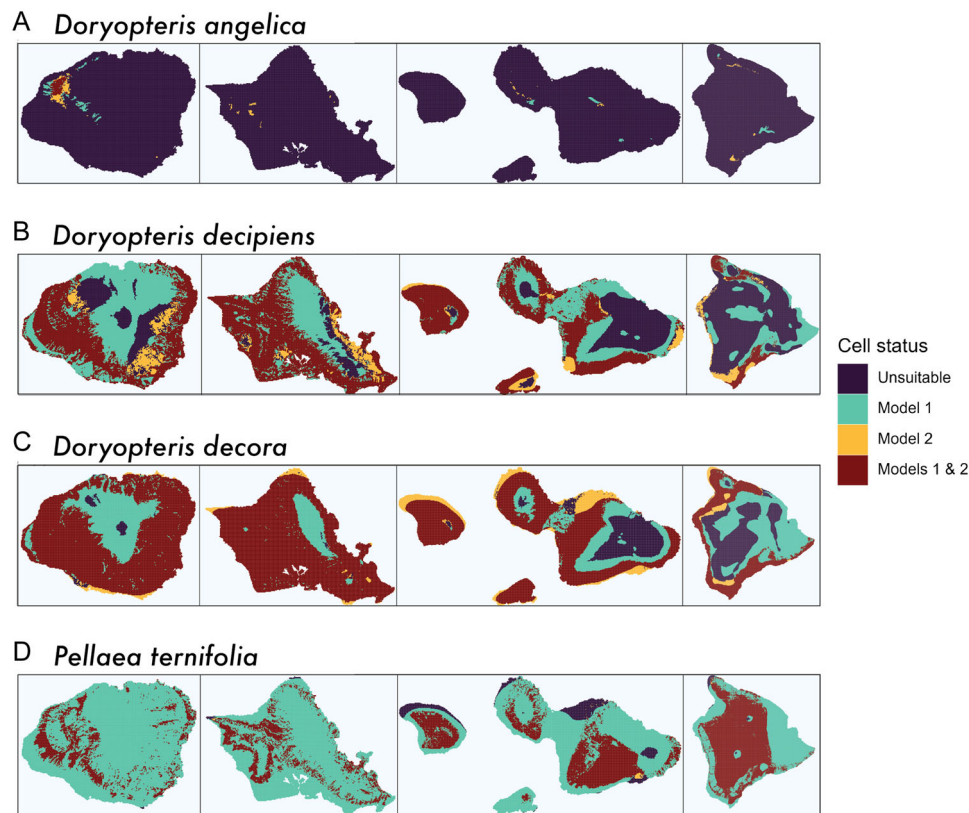 A Doryopteris angelica
B Doryopteris decipiens
Cell status
Unsuitable
Model 1
Model 2
Models 1 & 2
C Doryopteris decora
D Pellaea ternifolia